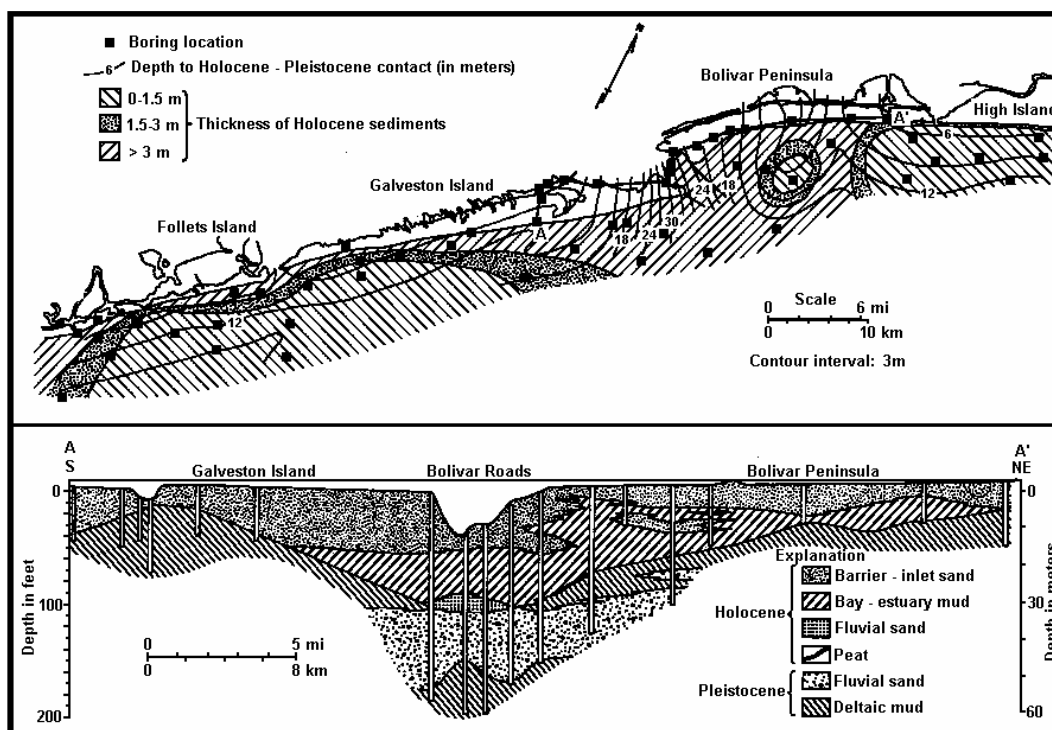 Boring location
6 Depth to Holocene - Pleistocene contact (in meters)
0-1.5 m
1.5-3 m
> 3 m
Thickness of Holocene sediments
Bolivar Peninsula
High Island
A'
6
12
Galveston Island
Follets Island
A
24
18
30
24
18
12
0 Scale 6 mi
0 10 km
Contour interval: 3m
A
S
Galveston Island
Bolivar Roads
Bolivar Peninsula
A'
NE
0
100
200
Depth in feet
0
30
60
Depth in meters
0 5 mi
0 8 km
Explanation
Holocene
Barrier - inlet sand
Bay - estuary mud
Fluvial sand
Peat
Pleistocene
Fluvial sand
Deltaic mud